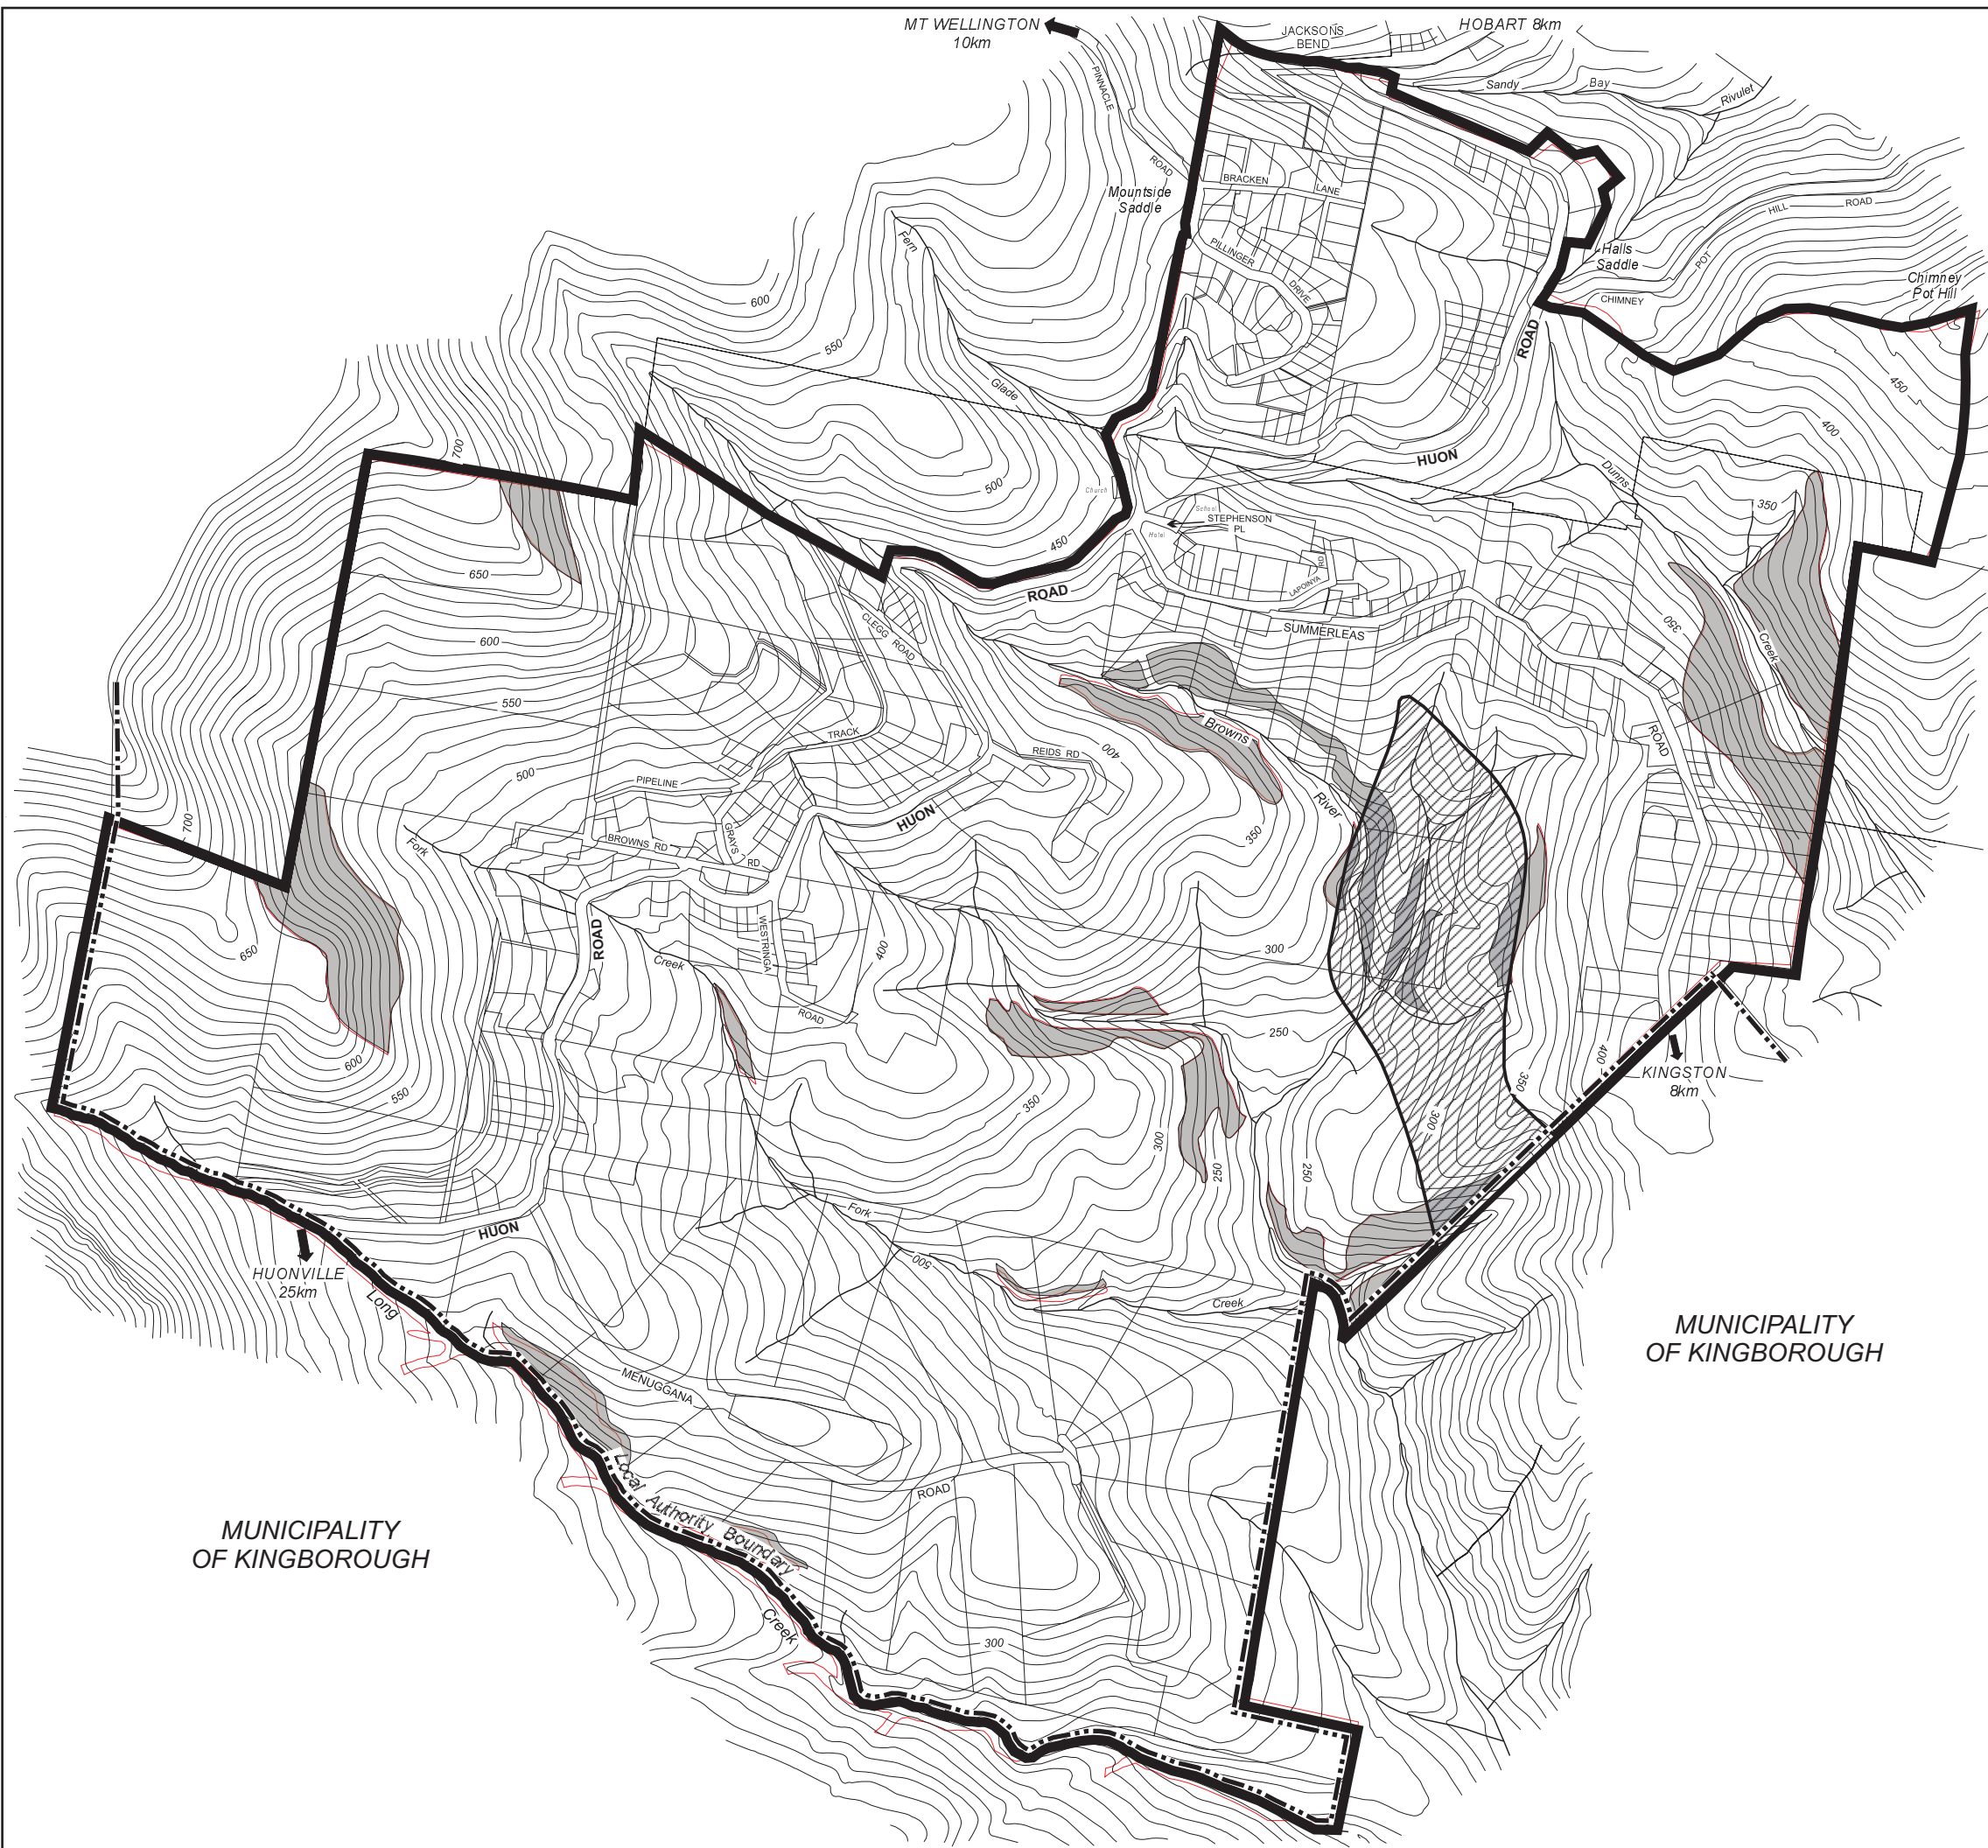 MT WELLINGTON
10km
JACKSONS
BEND
HOBART 8km
PINNACLE
ROAD
Sandy
Bay
Rivulet
BRACKEN
LANE
Mountside
Saddle
PILLINGER
DRIVE
HILL
ROAD
POT
CHIMNEY
Halls
Saddle
Chimney
Pot Hill
Fern
Glade
600
550
500
450
700
650
600
550
500
ROAD
HUON
450
400
350
Dunns
Creek
350
Church
School
STEPHENSON
PL
Hotel
LAPOINYA
RD
ROAD
SUMMERLEAS
ROAD
CLEGG ROAD
TRACK
REIDS RD
400
Browns
River
350
PIPELINE
GRAYS
RD
BROWNS RD
HUON
Fork
700
650
600
550
ROAD
WESTRINGA
ROAD
Creek
400
300
250
350
300
250
250
300
350
400
KINGSTON
8km
HUON
HUONVILLE
25km
Long
Fork
500
Creek
MENUGGANA
ROAD
Local Authority Boundary
Creek
300
MUNICIPALITY
OF KINGBOROUGH
MUNICIPALITY
OF KINGBOROUGH